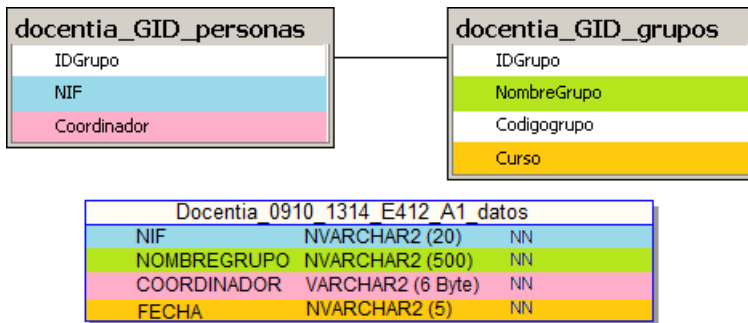 docentia_GID_personas
IDGrupo
NIF
Coordinador
docentia_GID_grupos
IDGrupo
NombreGrupo
Codigogrupo
Curso
Docentia_0910_1314_E412_A1_datos
NIF NVARCHAR2 (20) NN
NOMBREGRUPO NVARCHAR2 (500) NN
COORDINADOR VARCHAR2 (6 Byte) NN
FECHA NVARCHAR2 (5) NN